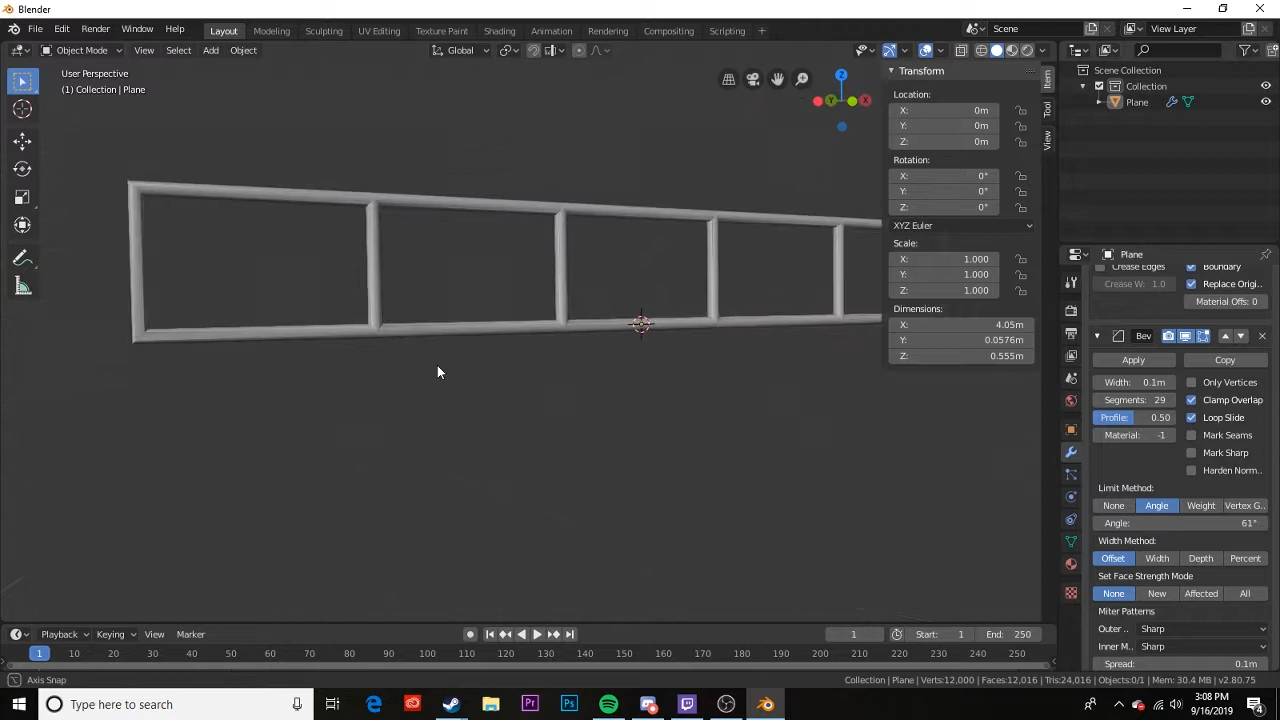 Blender
File Edit Render Window Help
Layout Modeling Sculpting UV Editing Texture Paint Shading Animation Rendering Compositing Scripting +
Scene
View Layer
Object Mode View Select Add Object
Global
User Perspective
(1) Collection | Plane
Z
Y
X
Transform
Location:
X: 0m
Y: 0m
Z: 0m
Rotation:
X: 0°
Y: 0°
Z: 0°
XYZ Euler
Scale:
X: 1.000
Y: 1.000
Z: 1.000
Dimensions:
X: 4.05m
Y: 0.0576m
Z: 0.555m
Item
Tool
View
Scene Collection
Collection
Plane
Plane
Crease Edges Boundary
Crease W: 1.0 Replace Origi..
Material Offs: 0
Bev
Apply Copy
Width: 0.1m Only Vertices
Segments: 29 Clamp Overlap
Profile: 0.50 Loop Slide
Material: -1 Mark Seams
Mark Sharp
Harden Norm..
Limit Method:
None Angle Weight Vertex G..
Angle: 61°
Width Method:
Offset Width Depth Percent
Set Face Strength Mode
None New Affected All
Miter Patterns
Outer .. Sharp
Inner M.. Sharp
Spread: 0.1m
Playback Keying View Marker
1 Start: 1 End: 250
1 10 20 30 40 50 60 70 80 90 100 110 120 130 140 150 160 170 180 190 200 210 220 230 240 250
Axis Snap
Collection | Plane | Verts:12,000 | Faces:12,016 | Tris:24,016 | Objects:0/1 | Mem: 30.4 MB | v2.80.75
Type here to search
Pr
Ps
3:08 PM
9/16/2019
4